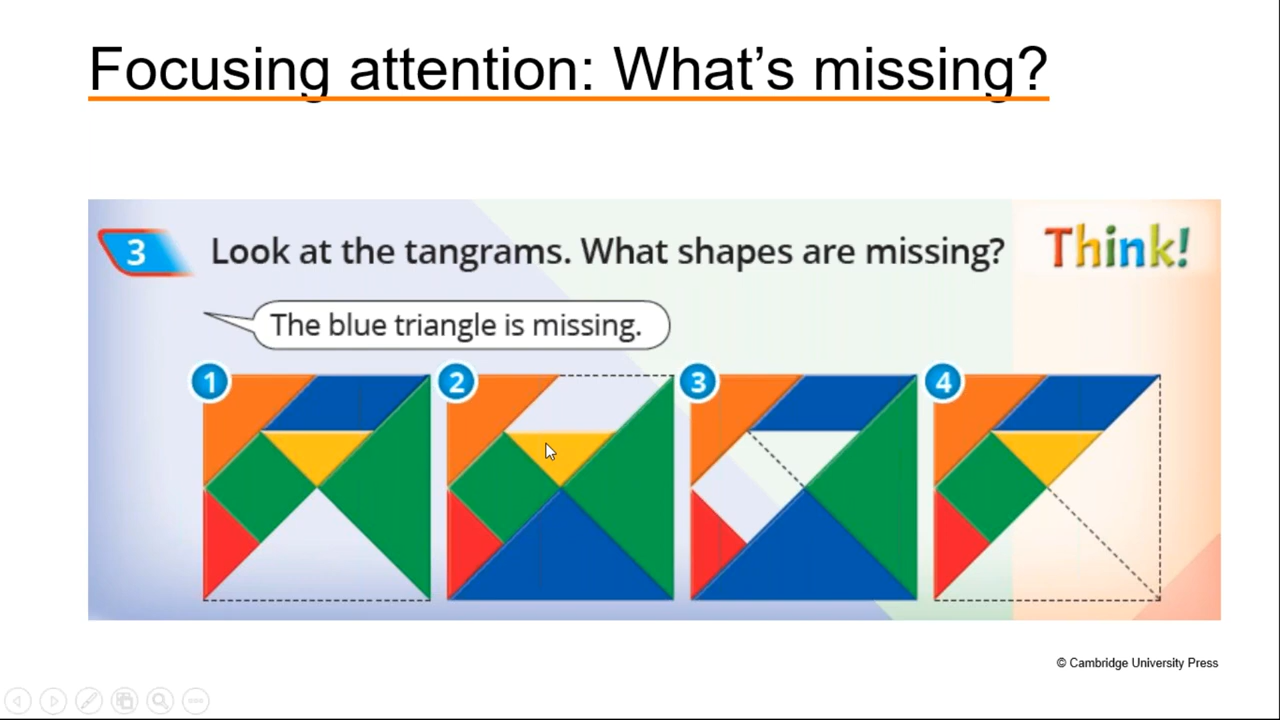 Focusing attention: What’s missing?
3 Look at the tangrams. What shapes are missing? Think!
The blue triangle is missing.
1 2 3 4
© Cambridge University Press